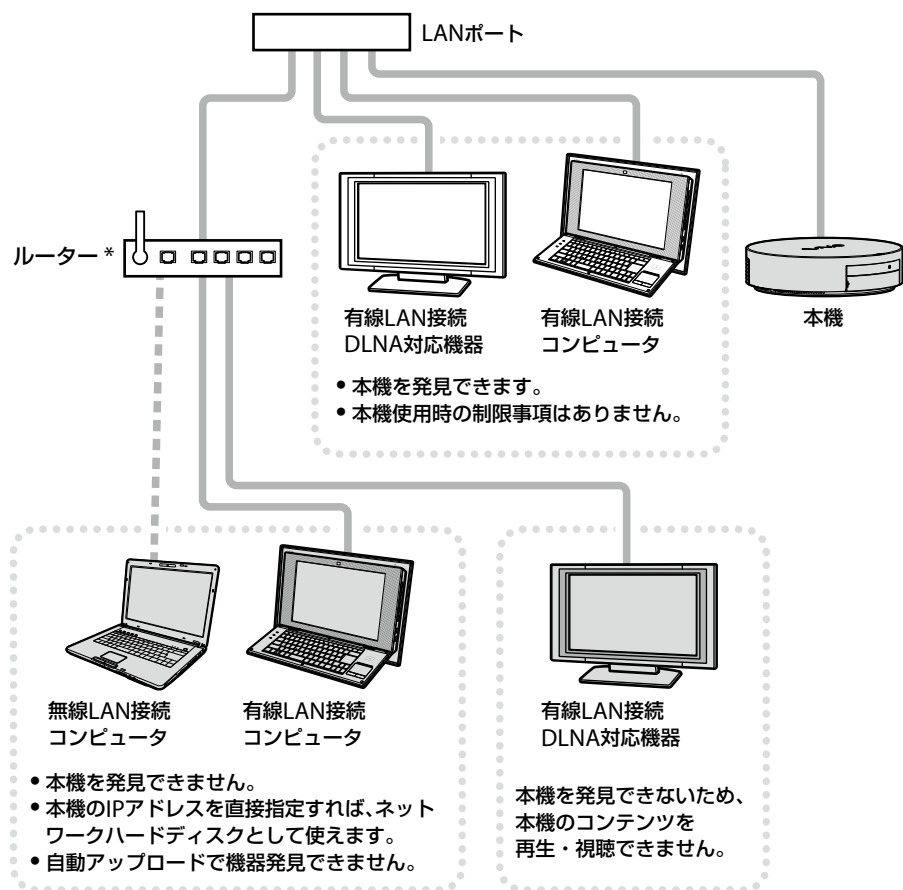 LANポート
ルーター *
有線LAN接続
DLNA対応機器
有線LAN接続
コンピュータ
VAIO
本機
• 本機を発見できます。
• 本機使用時の制限事項はありません。
無線LAN接続
コンピュータ
有線LAN接続
コンピュータ
• 本機を発見できません。
• 本機のIPアドレスを直接指定すれば、ネット
ワークハードディスクとして使えます。
• 自動アップロードで機器発見できません。
有線LAN接続
DLNA対応機器
本機を発見できないため、
本機のコンテンツを
再生・視聴できません。